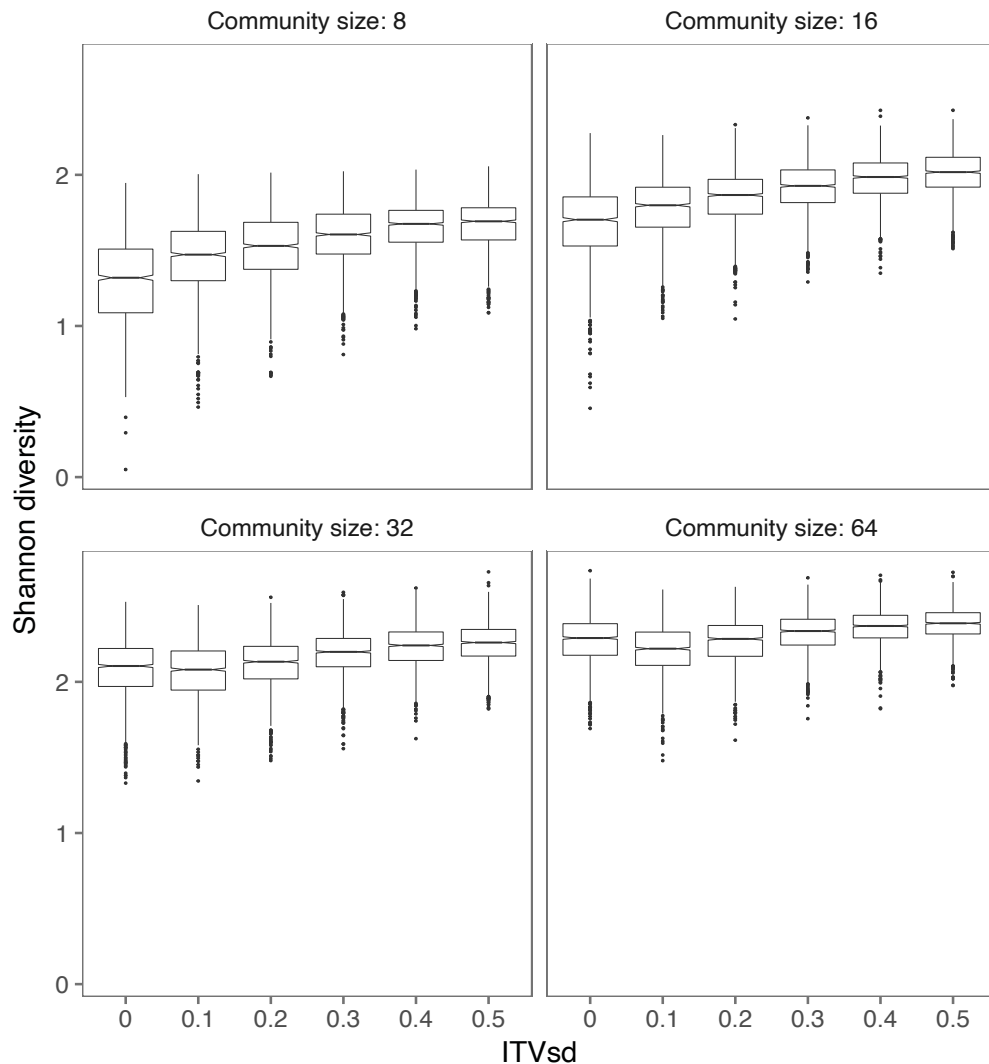 Community size: 8
Community size: 16
2
1
0
Community size: 32
Community size: 64
2
1
0
Shannon diversity
0 0.1 0.2 0.3 0.4 0.5
0 0.1 0.2 0.3 0.4 0.5
ITVsd